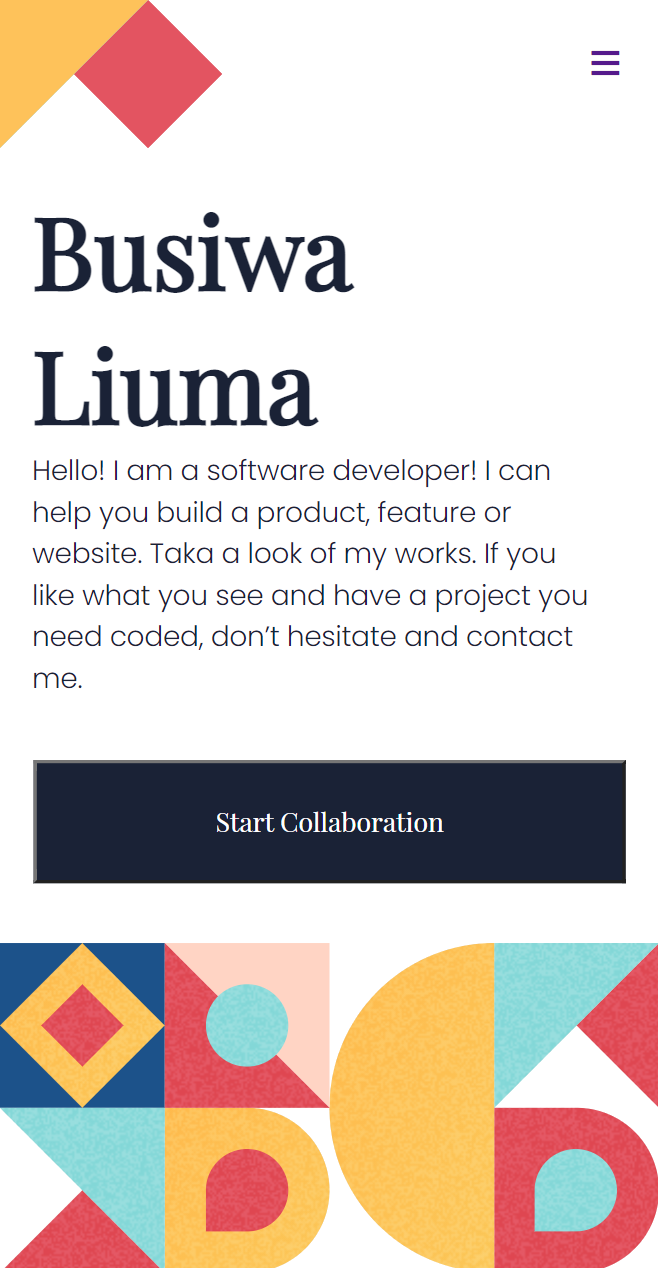 Busiwa
Liuma
Hello! I am a software developer! I can
help you build a product, feature or
website. Taka a look of my works. If you
like what you see and have a project you
need coded, don’t hesitate and contact
me.
Start Collaboration